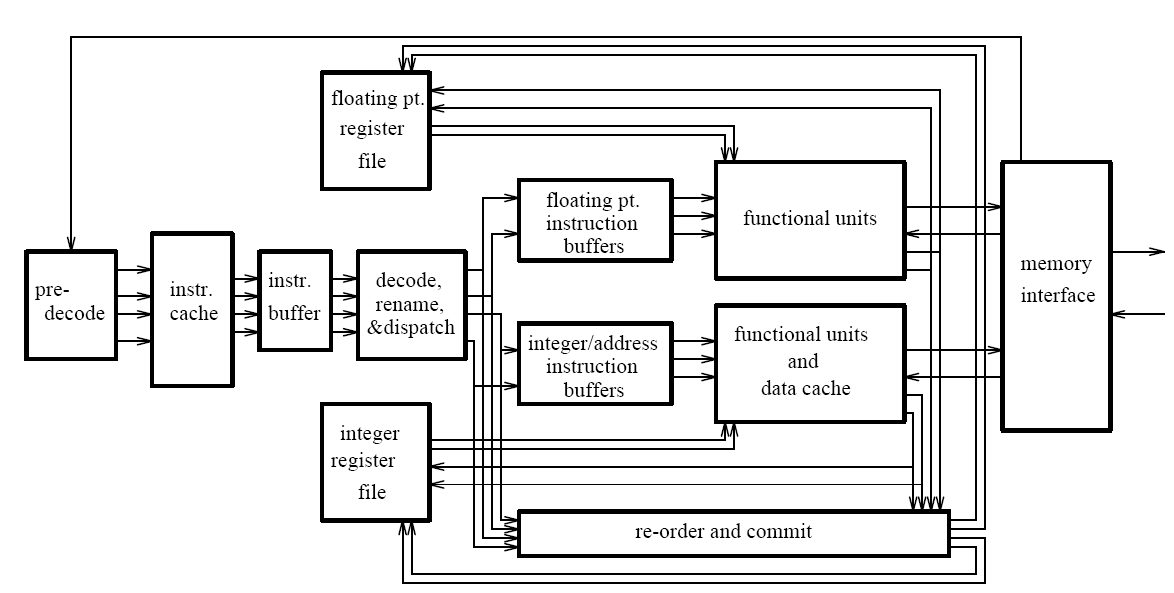 floating pt.
register
file
pre-
decode
instr.
cache
instr.
buffer
decode,
rename,
&dispatch
floating pt.
instruction
buffers
functional units
integer/address
instruction
buffers
functional units
and
data cache
memory
interface
integer
register
file
re-order and commit